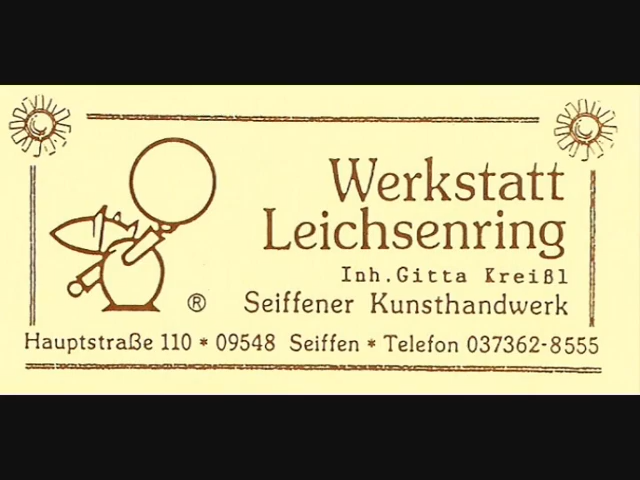 Werkstatt
Leichsenring
Inh. Gitta Kreißl
® Seiffener Kunsthandwerk
Hauptstraße 110 * 09548 Seiffen * Telefon 037362-8555